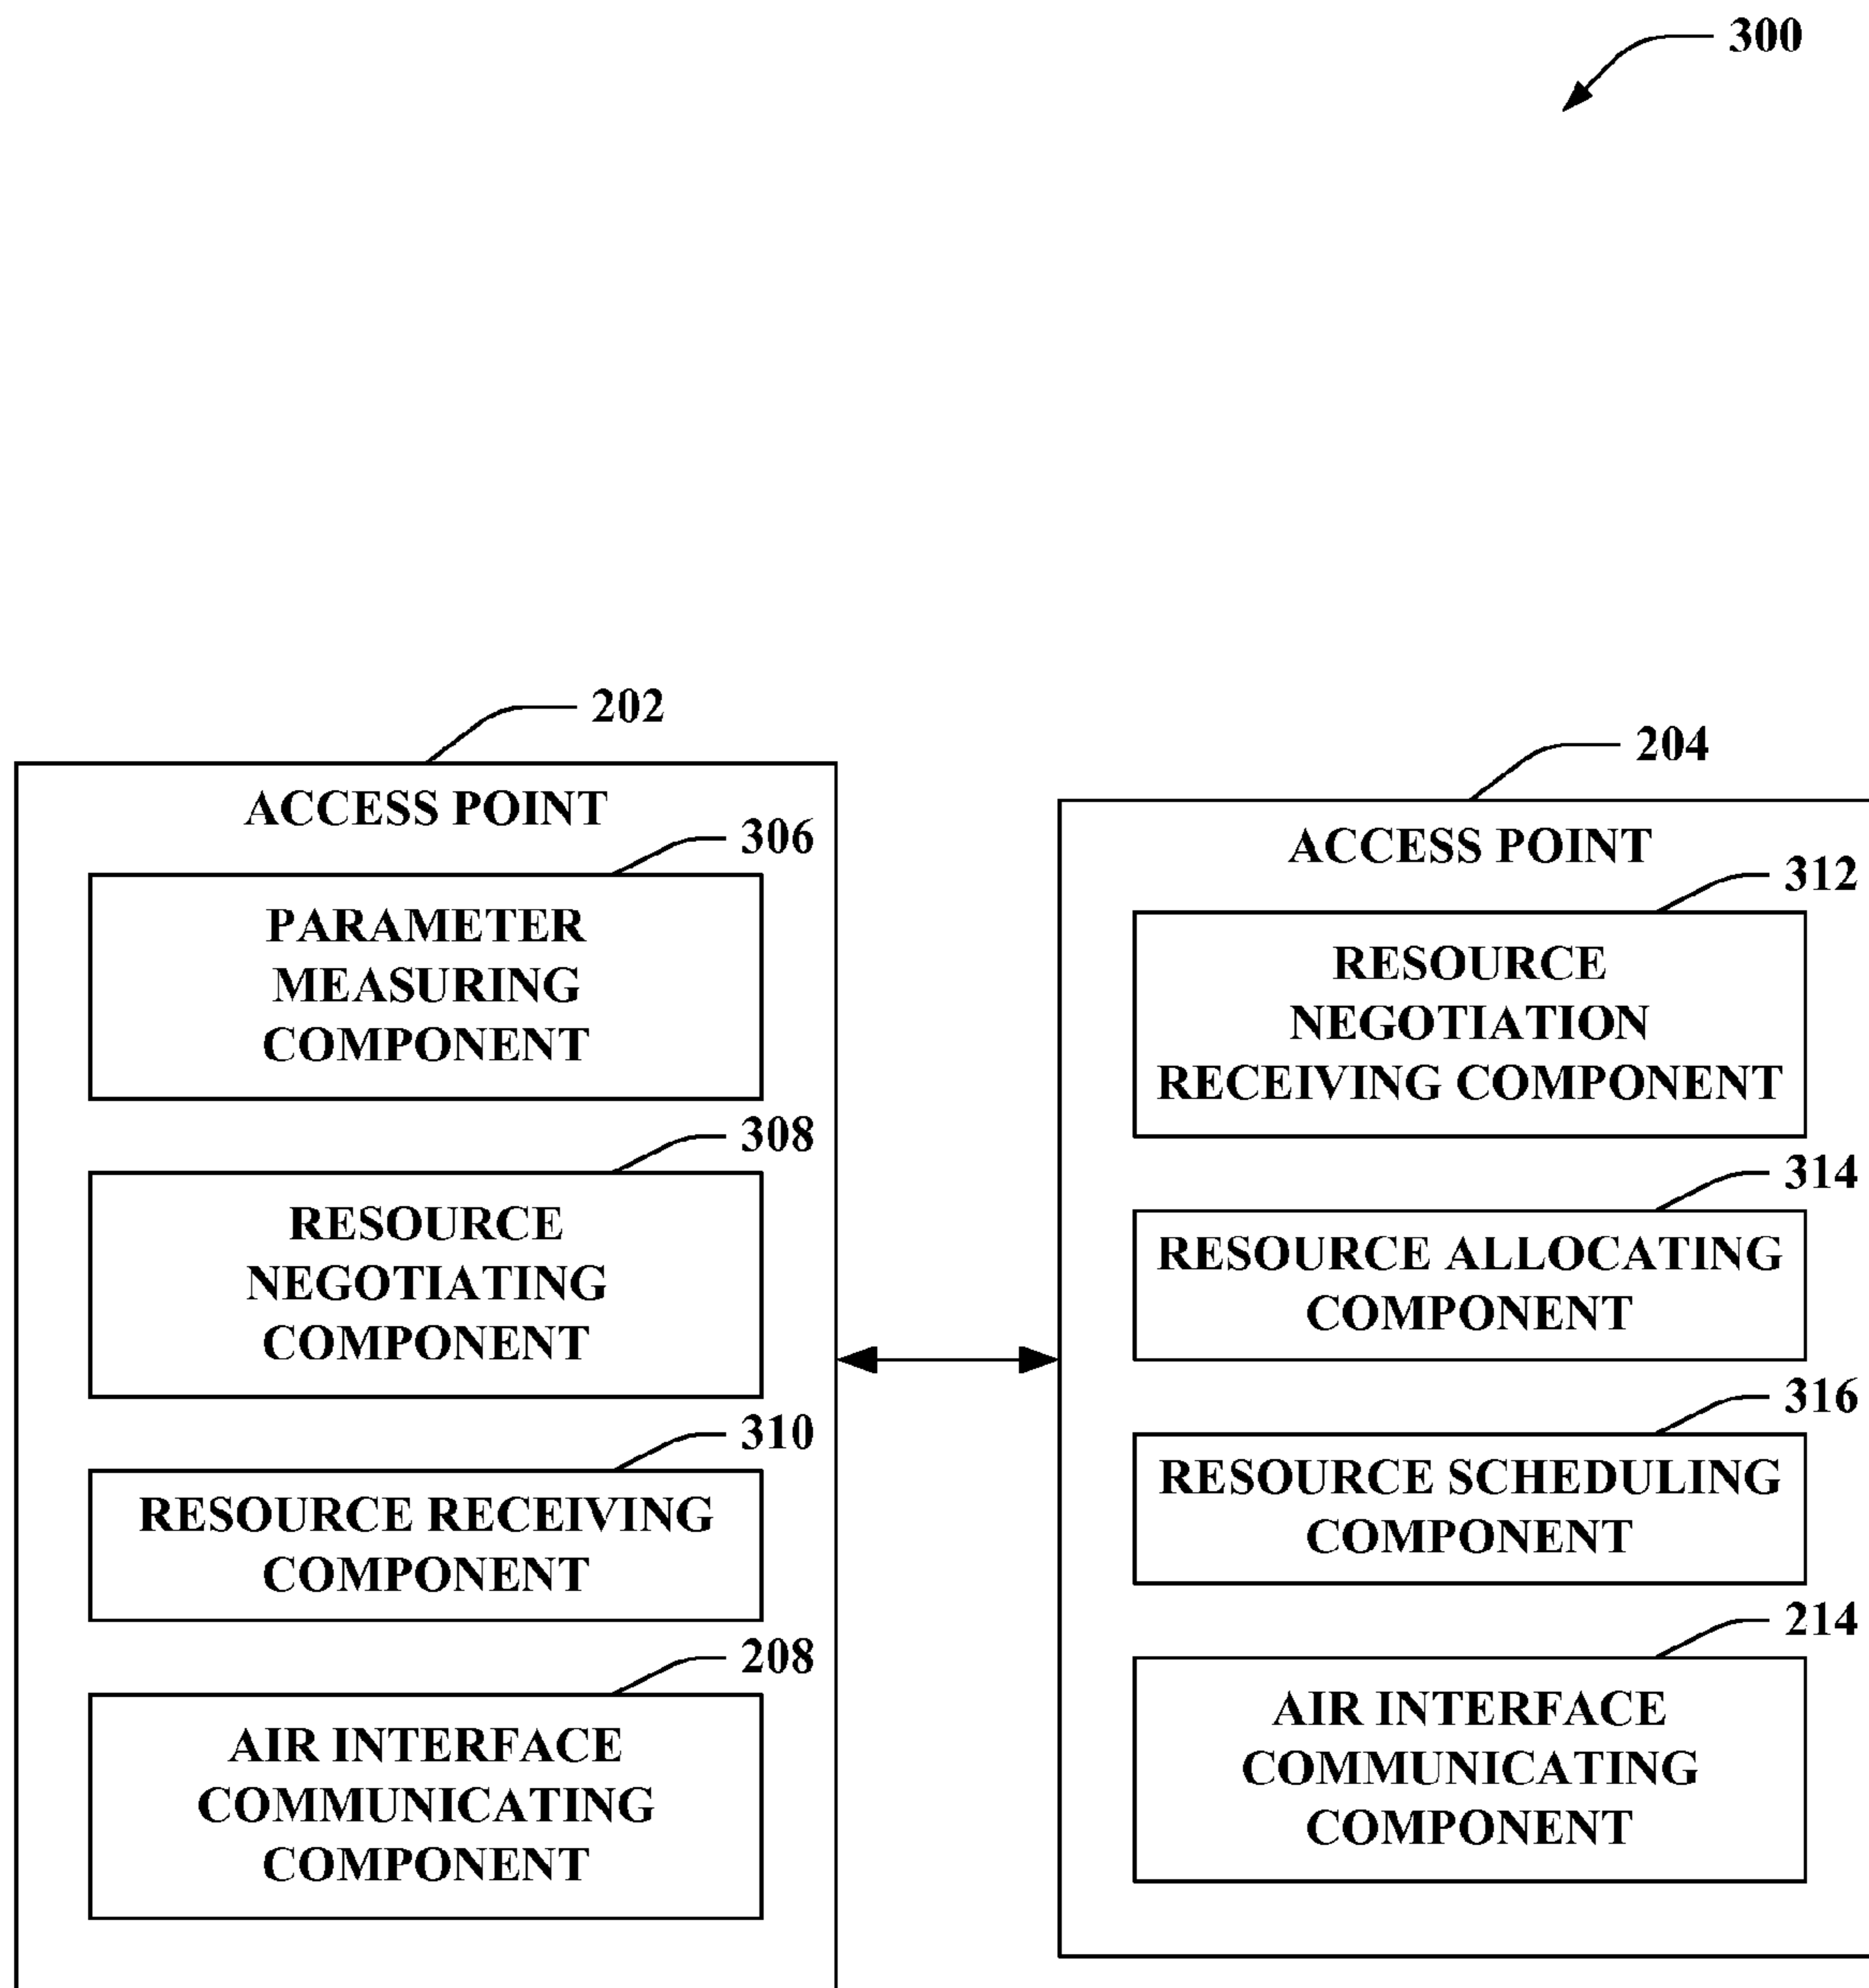 300
202
ACCESS POINT
306
PARAMETER
MEASURING
COMPONENT
308
RESOURCE
NEGOTIATING
COMPONENT
310
RESOURCE RECEIVING
COMPONENT
208
AIR INTERFACE
COMMUNICATING
COMPONENT
204
ACCESS POINT
312
RESOURCE
NEGOTIATION
RECEIVING COMPONENT
314
RESOURCE ALLOCATING
COMPONENT
316
RESOURCE SCHEDULING
COMPONENT
214
AIR INTERFACE
COMMUNICATING
COMPONENT